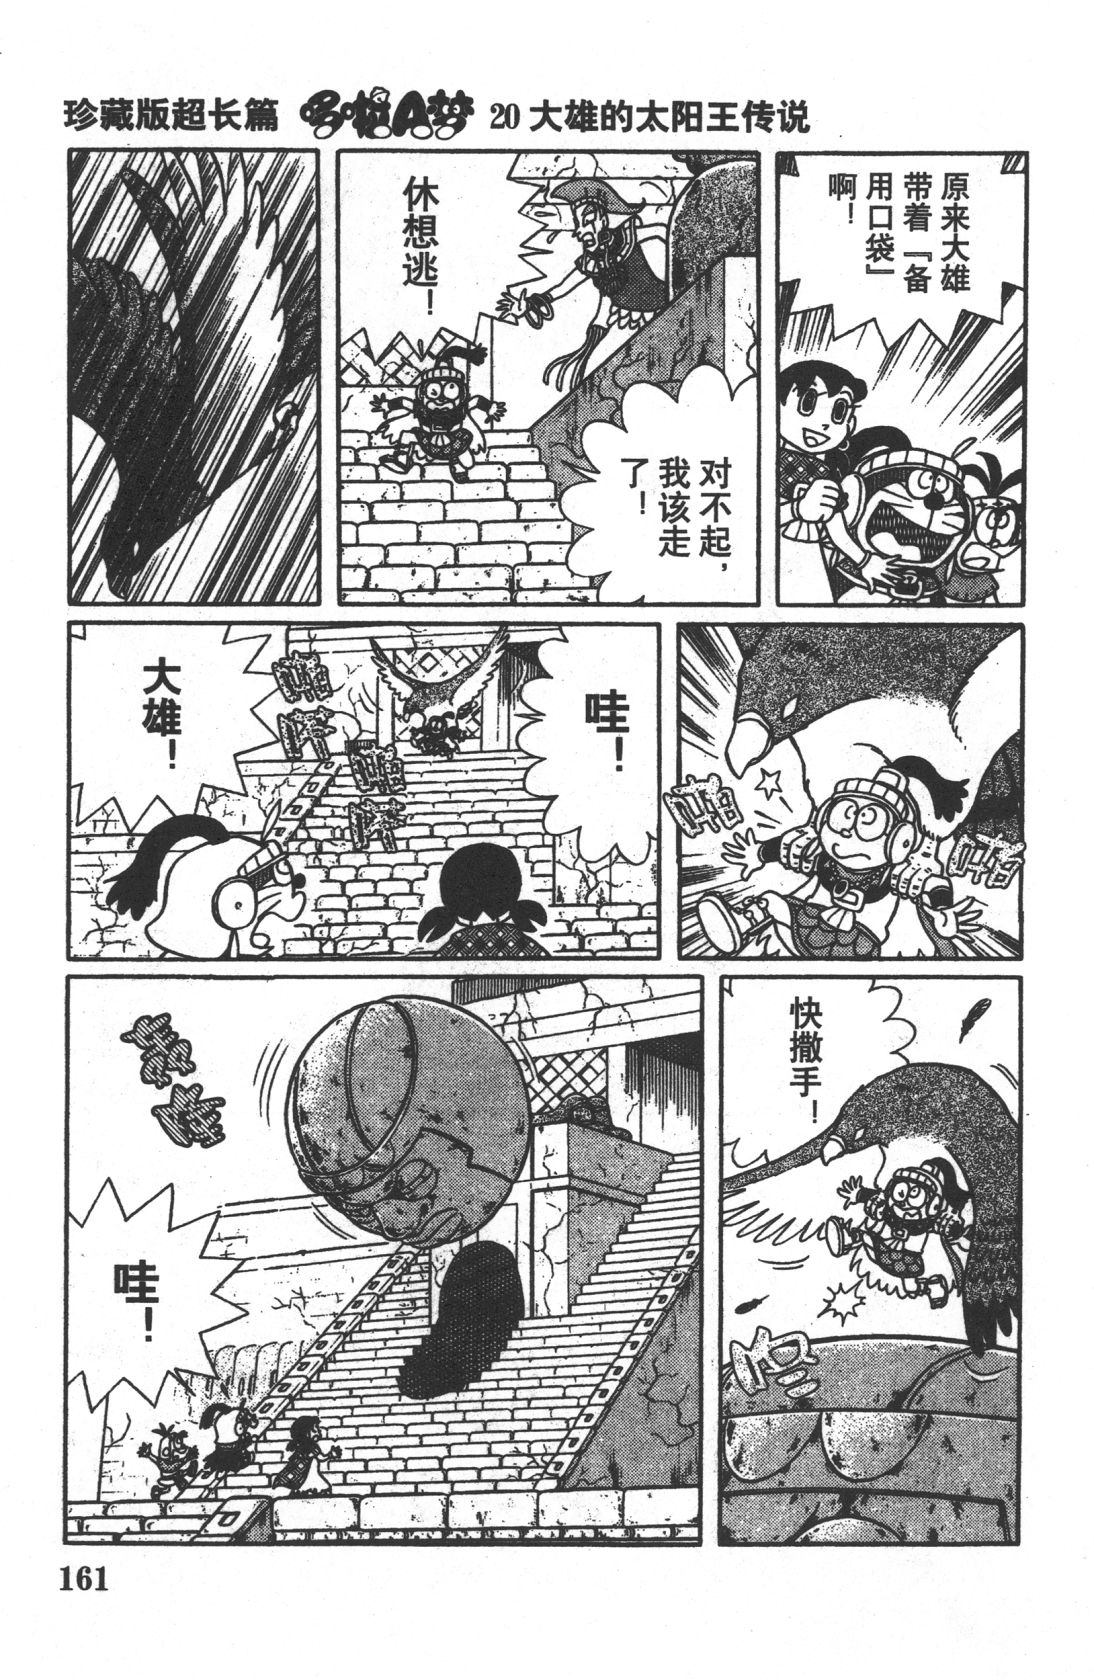 珍藏版超长篇 哆啦A梦 20 大雄的太阳王传说
原来大雄
带着『备
用口袋』
啊！
休想逃！
对不起，
我该走
了！
哇！
大雄！
快撒手！
哇！
161